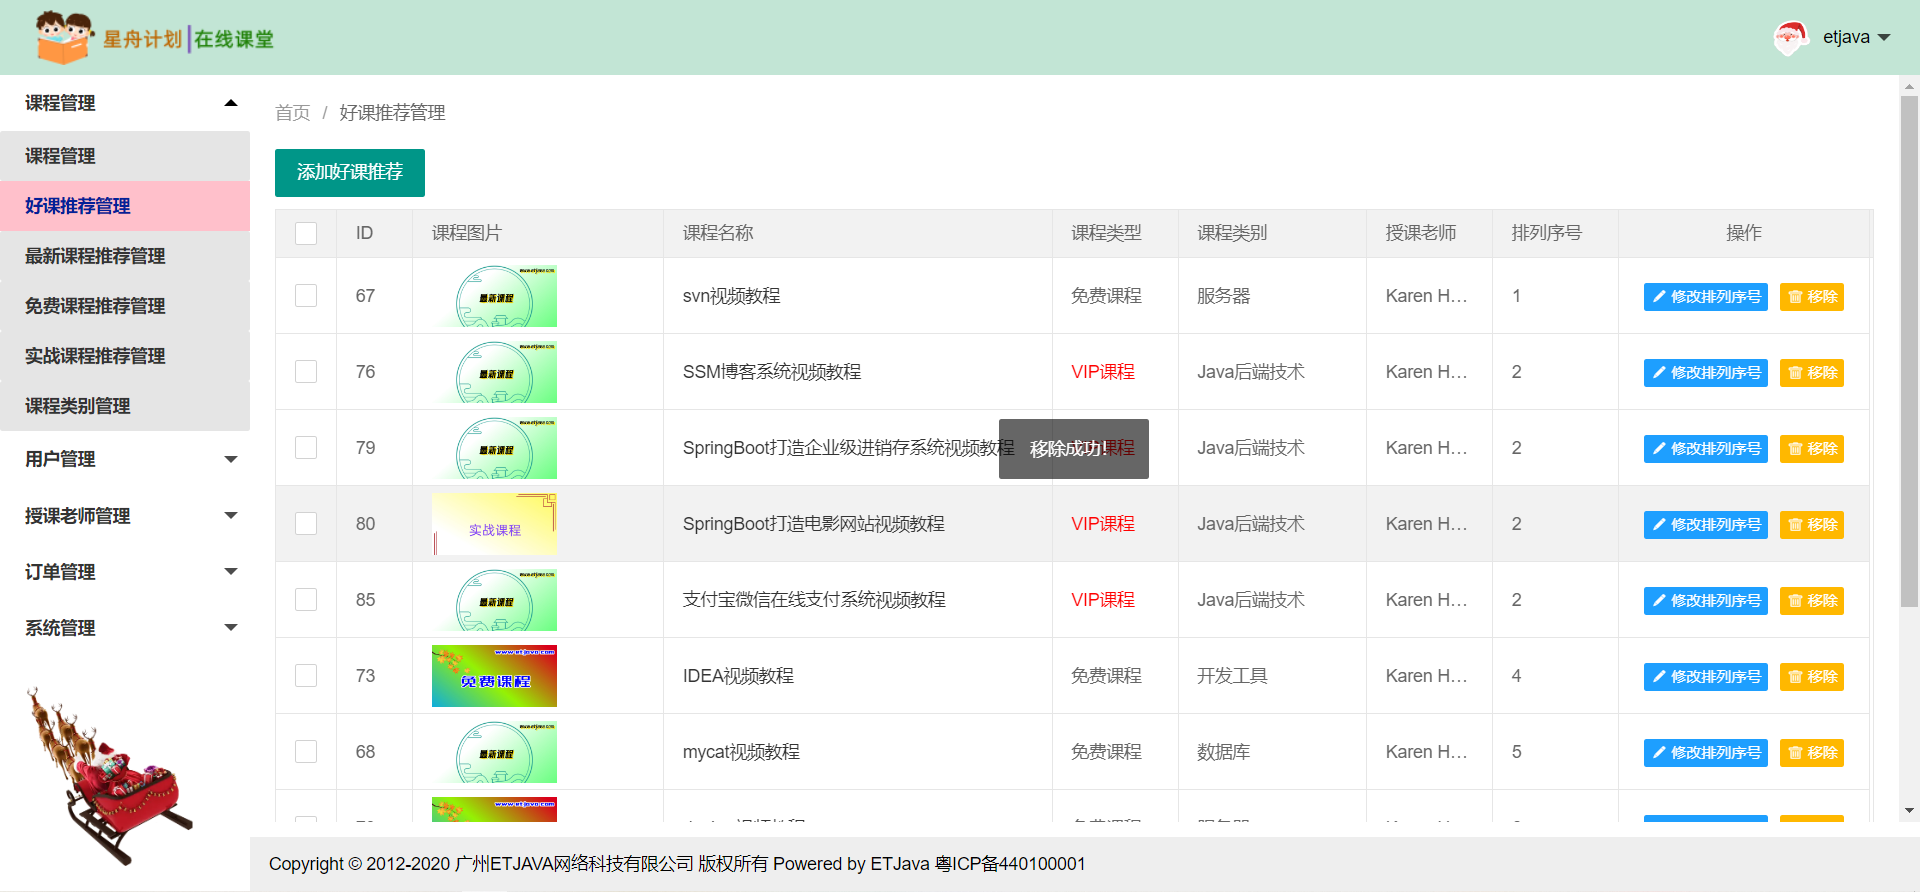 星舟计划|在线课堂
etjava
课程管理
课程管理
好课推荐管理
最新课程推荐管理
免费课程推荐管理
实战课程推荐管理
课程类别管理
用户管理
授课老师管理
订单管理
系统管理
首页 / 好课推荐管理
添加好课推荐
ID 课程图片 课程名称 课程类型 课程类别 授课老师 排列序号 操作
67 最新课程 www.etjava.com svn视频教程 免费课程 服务器 Karen H... 1 修改排列序号 移除
76 最新课程 www.etjava.com SSM博客系统视频教程 VIP课程 Java后端技术 Karen H... 2 修改排列序号 移除
79 最新课程 www.etjava.com SpringBoot打造企业级进销存系统视频教程 课程 Java后端技术 Karen H... 2 修改排列序号 移除
移除成功!
80 实战课程 SpringBoot打造电影网站视频教程 VIP课程 Java后端技术 Karen H... 2 修改排列序号 移除
85 最新课程 www.etjava.com 支付宝微信在线支付系统视频教程 VIP课程 Java后端技术 Karen H... 2 修改排列序号 移除
73 免费课程 www.etjava.com IDEA视频教程 免费课程 开发工具 Karen H... 4 修改排列序号 移除
68 最新课程 www.etjava.com mycat视频教程 免费课程 数据库 Karen H... 5 修改排列序号 移除
www.etjava.com
Copyright © 2012-2020 广州ETJAVA网络科技有限公司 版权所有 Powered by ETJava 粤ICP备440100001